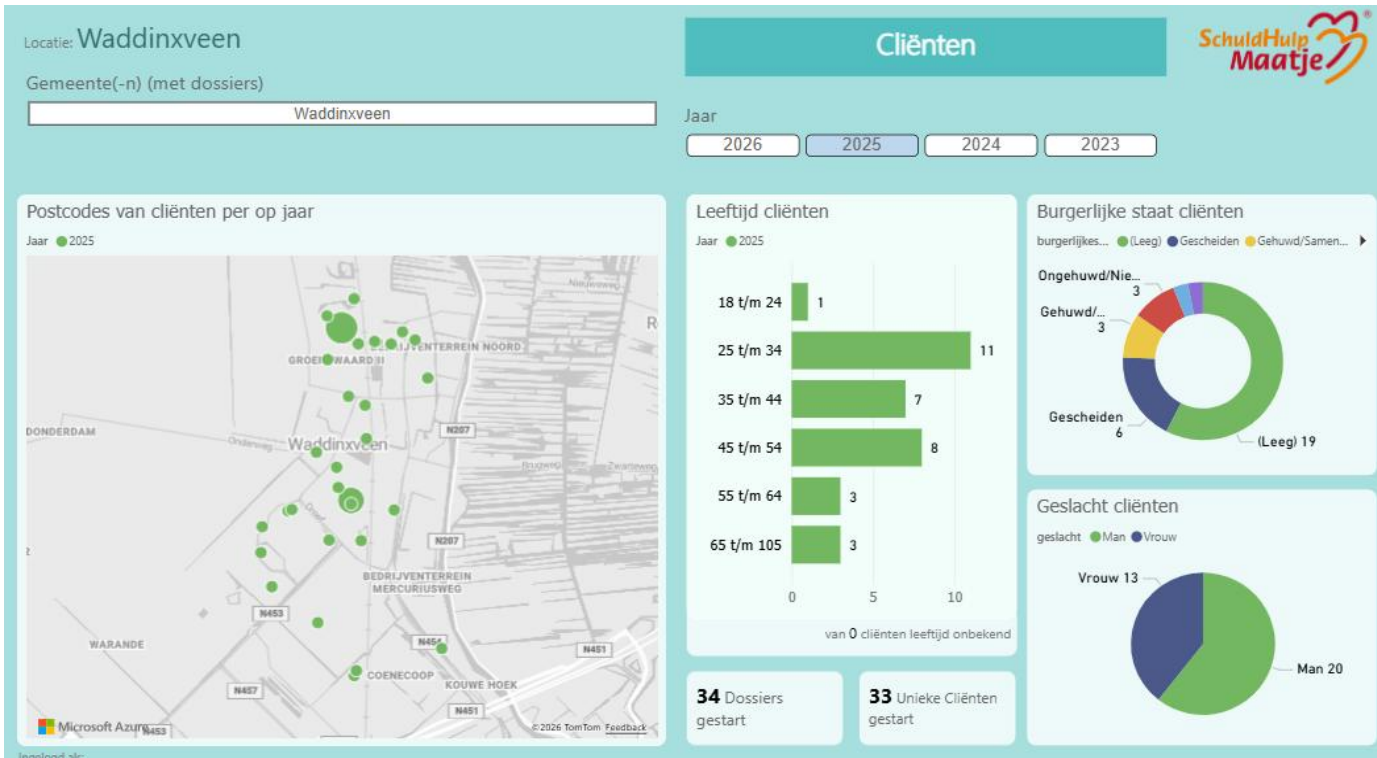 Locatie: Waddinxveen
Cliënten
SchuldHulp
Maatje
Gemeente(-n) (met dossiers)
Waddinxveen
Jaar
2026
2025
2024
2023
Postcodes van cliënten per op jaar
Jaar 2025
GROENSWAARD II
BEDRIJVENTERREIN NOORD
DONDERDAM
N207
Waddinxveen
N207
BEDRIJVENTERREIN
MERCURIUSWEG
N453
WARANDE
N451
COENECOOP
KOUWE HOEK
N457
N451
N453
Microsoft Azure
©2026 TomTom Feedback
Leeftijd cliënten
Jaar 2025
18 t/m 24 1
25 t/m 34 11
35 t/m 44 7
45 t/m 54 8
55 t/m 64 3
65 t/m 105 3
0 5 10
van 0 cliënten leeftijd onbekend
34 Dossiers
gestart
33 Unieke Cliënten
gestart
Burgerlijke staat cliënten
burgerlijkes... (Leeg) Gescheiden Gehuwd/Samen...
Ongehuwd/Nie...
3
Gehuwd/...
3
Gescheiden
6
(Leeg) 19
Geslacht cliënten
geslacht Man Vrouw
Vrouw 13
Man 20